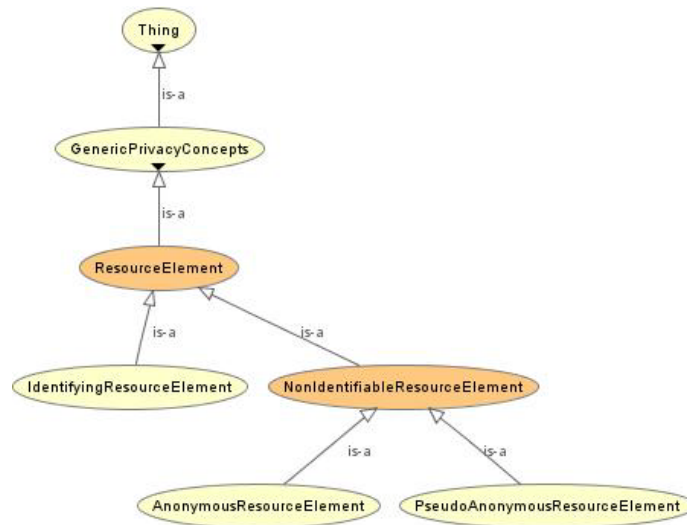 Thing
is-a
GenericPrivacyConcepts
is-a
ResourceElement
is-a
is-a
IdentifyingResourceElement
NonIdentifiableResourceElement
is-a
is-a
AnonymousResourceElement
PseudoAnonymousResourceElement